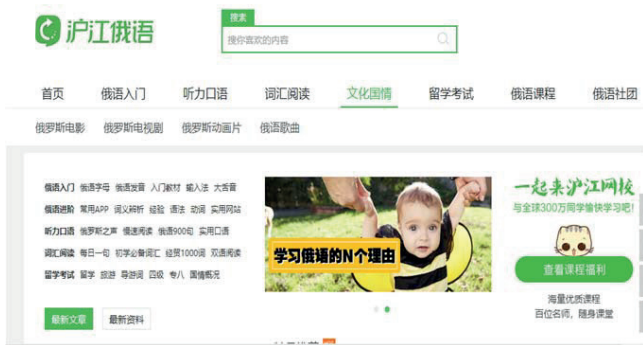 沪江俄语
搜索
搜你喜欢的内容
首页 俄语入门 听力口语 词汇阅读 文化国情 留学考试 俄语课程 俄语社团
俄罗斯电影 俄罗斯电视剧 俄罗斯动画片 俄语歌曲
俄语入门 俄语字母 俄语发音 入门教材 输入法 大舌音
俄语进阶 常用APP 词义辨析 经验 语法 动词 实用网站
听力口语 俄罗斯之声 慢速阅读 俄语900句 实用口语
词汇阅读 每日一句 初学必备词汇 经贸1000词 双语阅读
留学考试 留学 旅游 导游词 四级 专八 国情概况
学习俄语的N个理由
一起来沪江网校
与全球300万同学愉快学习吧!
查看课程福利
海量优质课程
百位名师，随身课堂
最新文章 最新资料